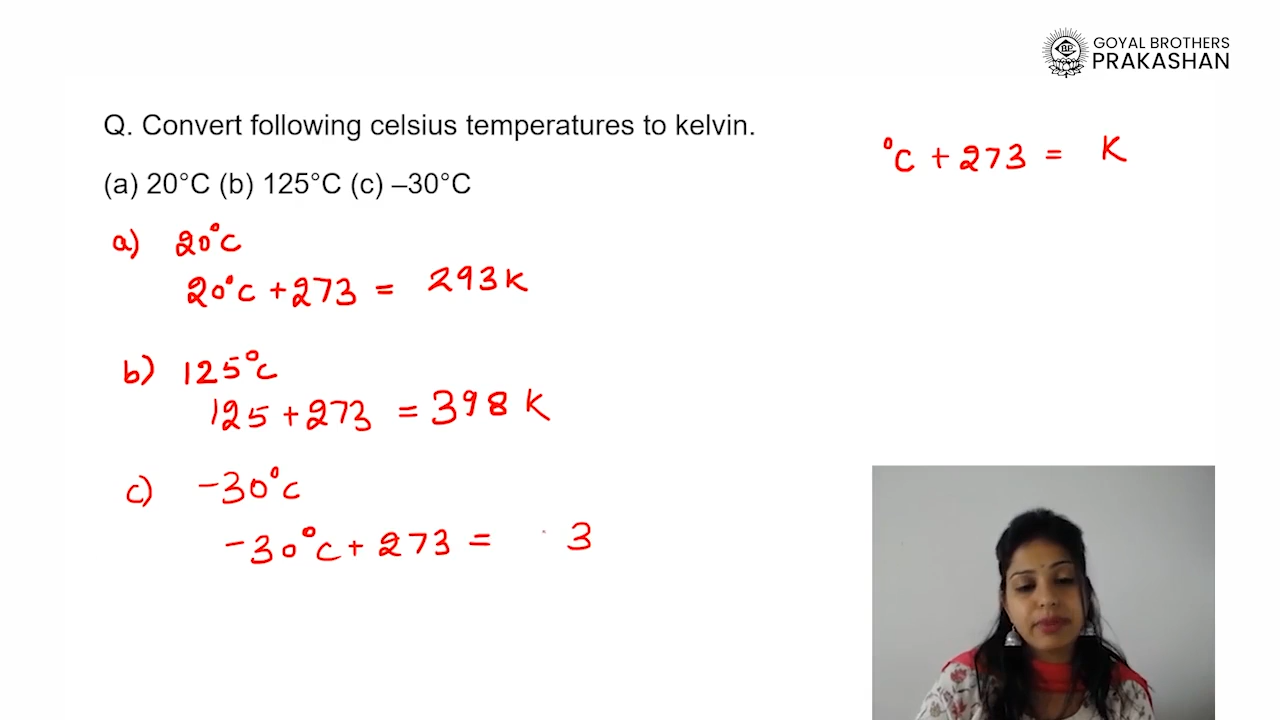 GOYAL BROTHERS
PRAKASHAN
Q. Convert following celsius temperatures to kelvin.
°C + 273 = K
(a) 20°C (b) 125°C (c) –30°C
a) 20°C
20°C + 273 = 293K
b) 125°C
125 + 273 = 398 K
c) -30°C
-30°C + 273 = 3